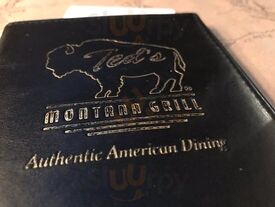 Ted's
MONTANA GRILL
Authentic American Dining